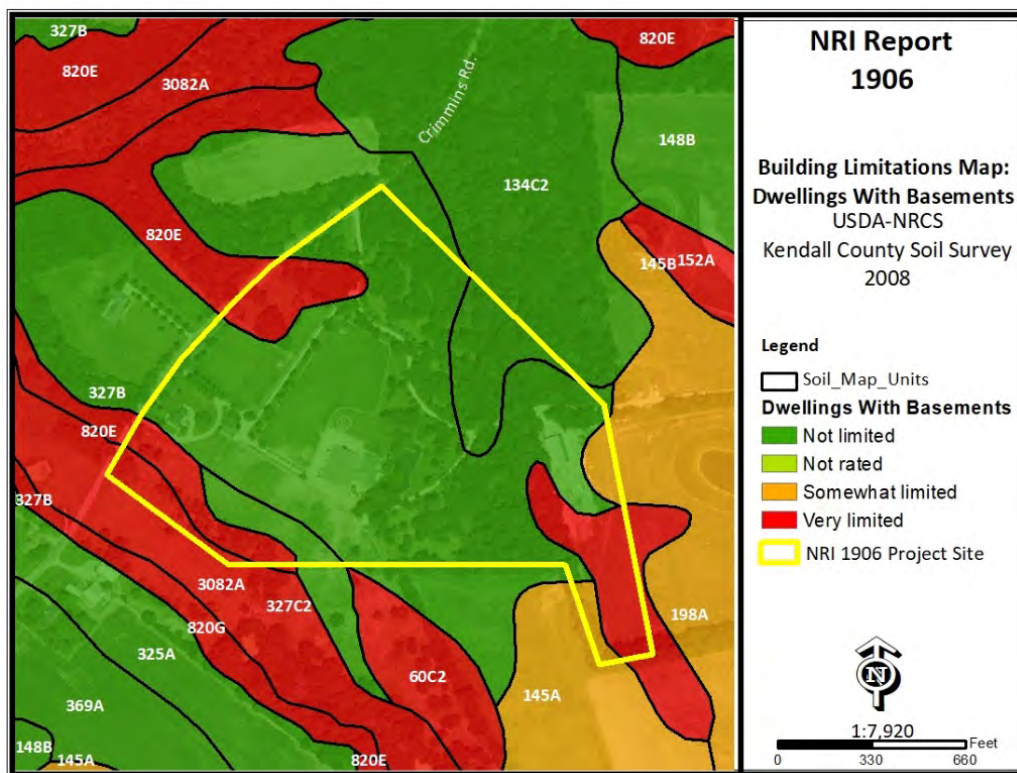 327B
820E
820E
3082A
Crimmins Rd.
148B
134C2
820E
145B
152A
327B
820E
327B
3082A
327C2
820G
198A
325A
60C2
145A
369A
148B
145A
820E
NRI Report
1906
Building Limitations Map:
Dwellings With Basements
USDA-NRCS
Kendall County Soil Survey
2008
Legend
Soil_Map_Units
Dwellings With Basements
Not limited
Not rated
Somewhat limited
Very limited
NRI 1906 Project Site
N
1:7,920
Feet
0 330 660